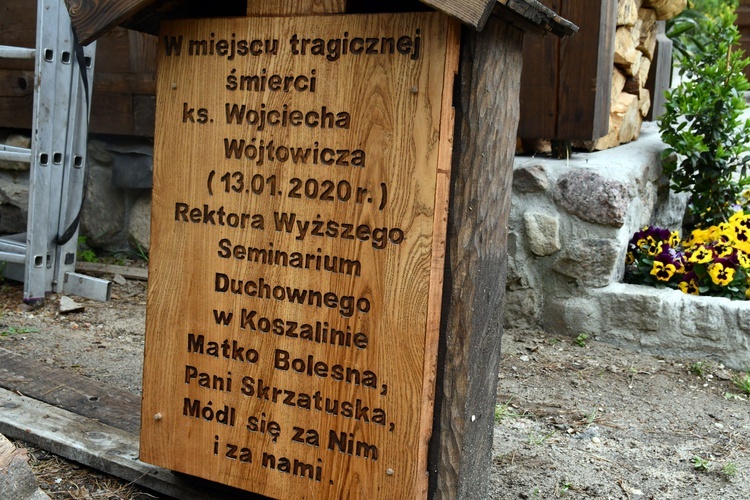 W miejscu tragicznej
śmierci
ks. Wojciecha
Wójtowicza
(13.01.2020 r.)
Rektora Wyższego
Seminarium
Duchownego
w Koszalinie
Matko Bolesna,
Pani Skrzatuska,
Módl się za Nim
i za nami.